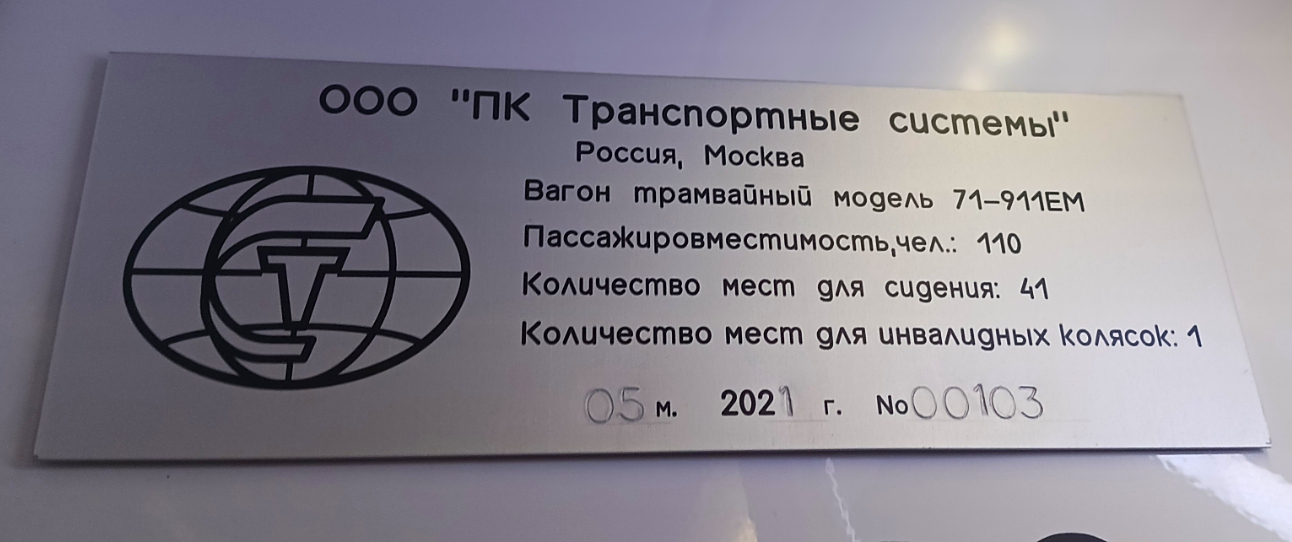 ООО "ПК Транспортные системы"
Россия, Москва
Вагон трамвайный модель 71-911ЕМ
Пассажировместимость,чел.: 110
Количество мест для сидения: 41
Количество мест для инвалидных колясок: 1
05 м. 2021 г. No00103